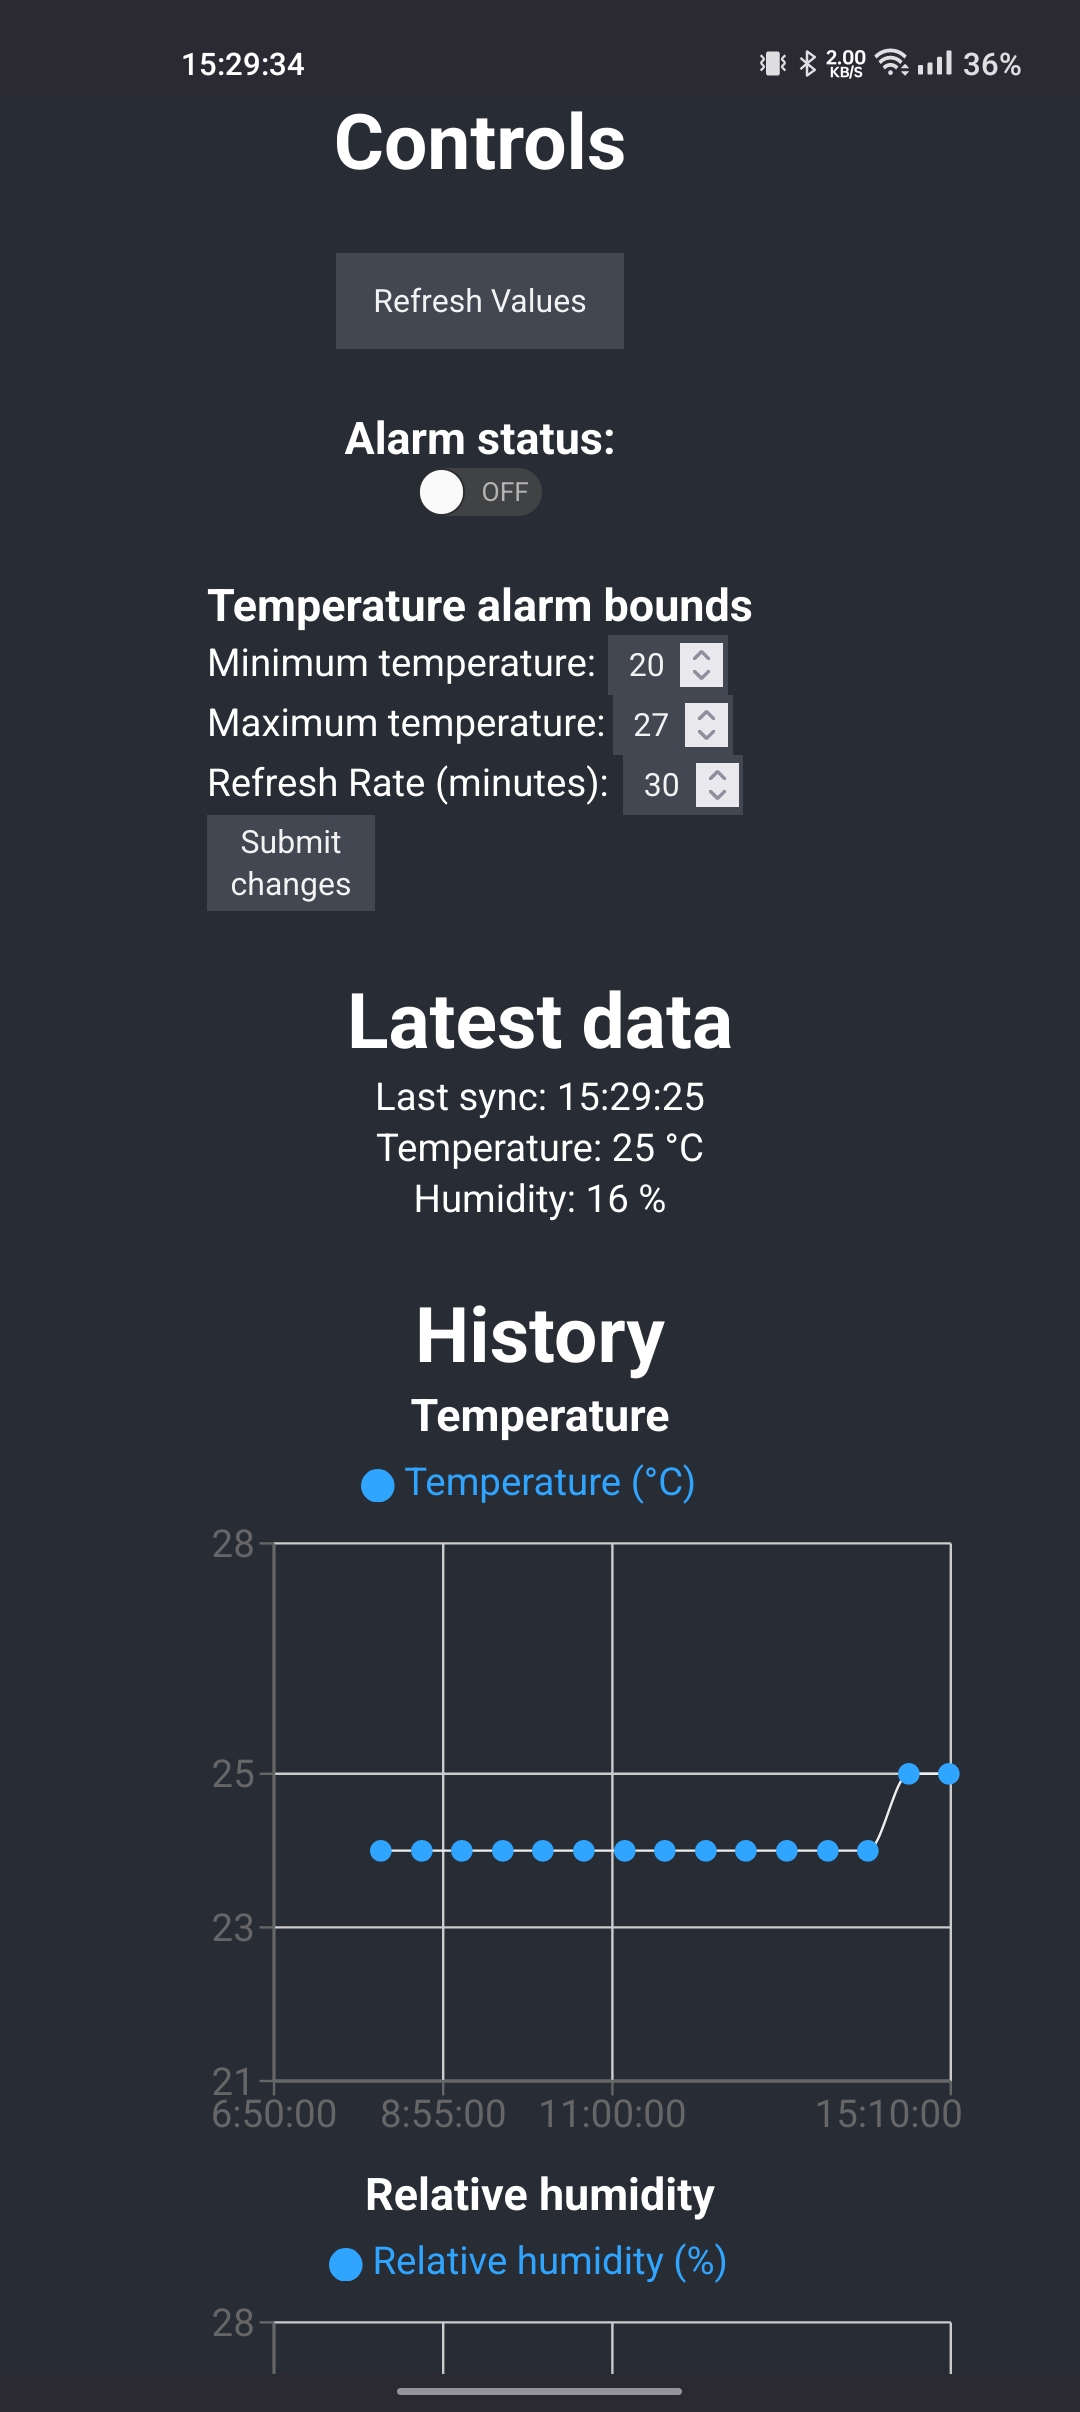 15:29:34 2.00 KB/S 36%
Controls
Refresh Values
Alarm status:
OFF
Temperature alarm bounds
Minimum temperature: 20
Maximum temperature: 27
Refresh Rate (minutes): 30
Submit
changes
Latest data
Last sync: 15:29:25
Temperature: 25 °C
Humidity: 16 %
History
Temperature
Temperature (°C)
28
25
23
21
6:50:00 8:55:00 11:00:00 15:10:00
Relative humidity
Relative humidity (%)
28